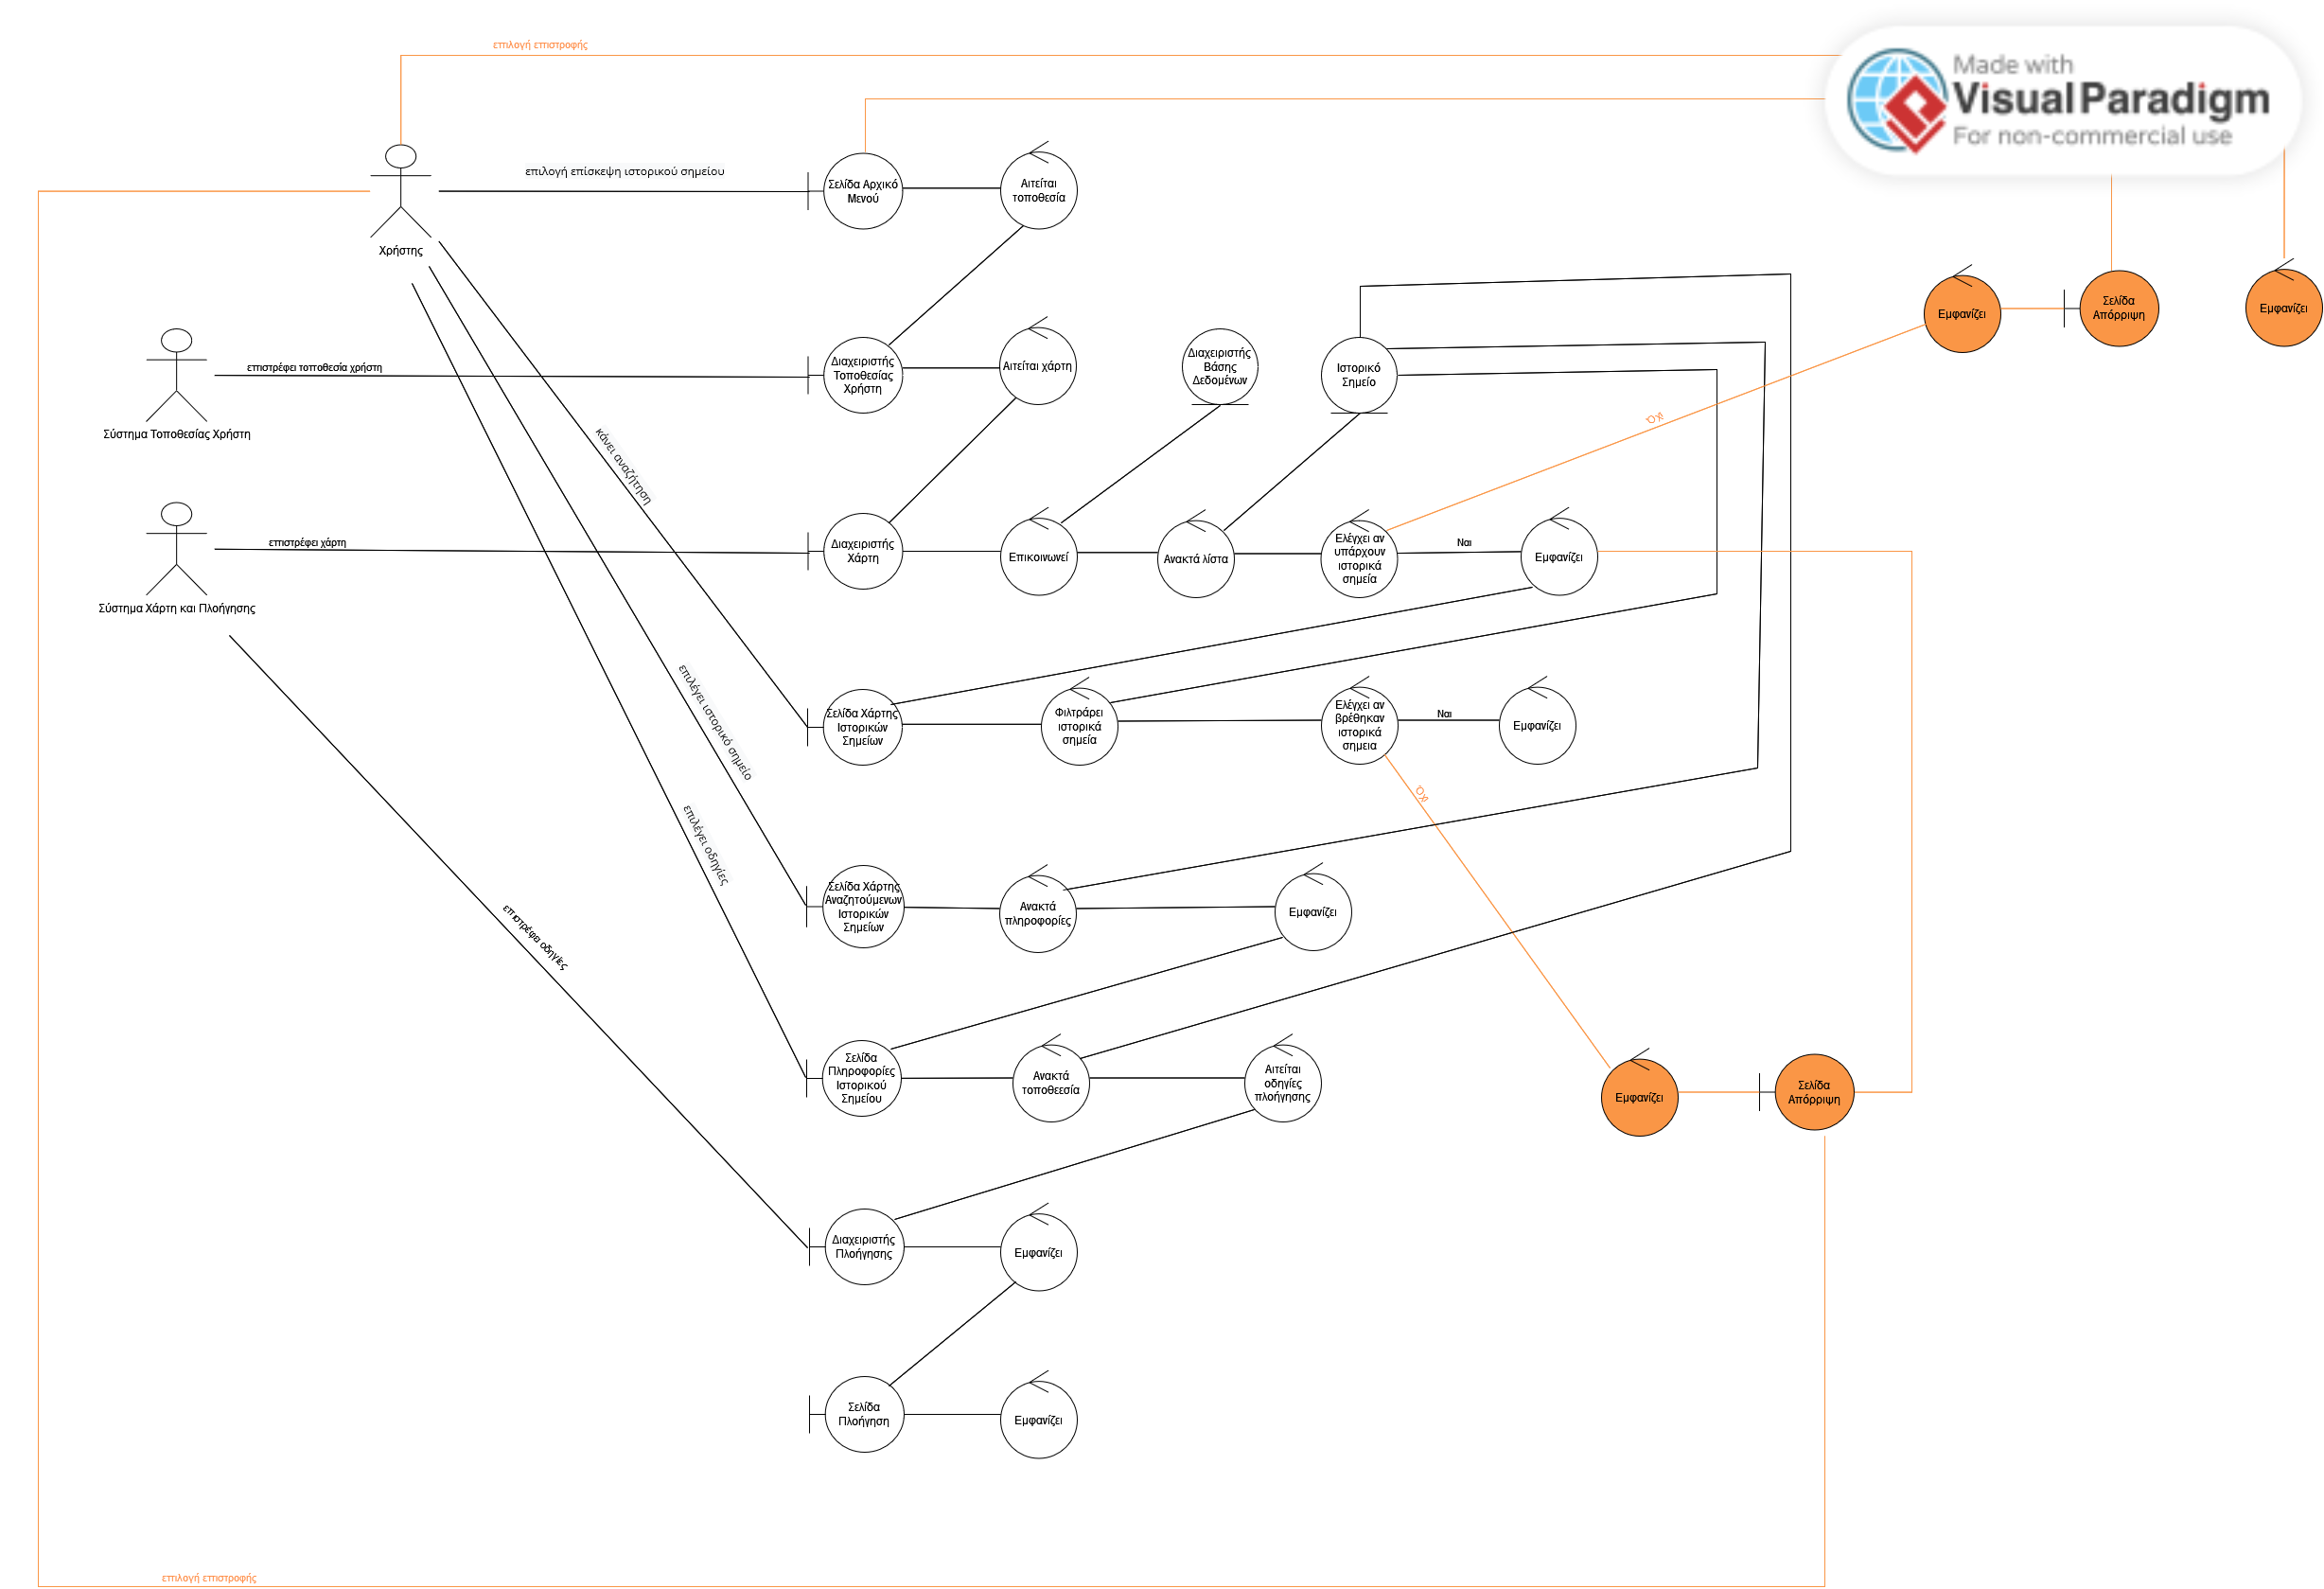 επιλογή επιστροφής
Made with
Visual Paradigm
For non-commercial use
επιλογή επίσκεψη ιστορικού σημείου
Σελίδα Αρχικό
Μενού
Αιτείται
τοποθεσία
Χρήστης
Εμφανίζει
Σελίδα
Απόρριψη
Εμφανίζει
επιστρέφει τοποθεσία χρήστη
Διαχειριστής
Τοποθεσίας
Χρήστη
Αιτείται χάρτη
Διαχειριστής
Βάσης
Δεδομένων
Ιστορικό
Σημείο
Όχι
Σύστημα Τοποθεσίας Χρήστη
κάνει αναζήτηση
επιστρέφει χάρτη
Διαχειριστής
Χάρτη
Επικοινωνεί
Ανακτά λίστα
Ελέγχει αν
υπάρχουν
ιστορικά
σημεία
Ναι
Εμφανίζει
Σύστημα Χάρτη και Πλοήγησης
επιλέγει ιστορικό σημείο
Σελίδα Χάρτης
Ιστορικών
Σημείων
Φιλτράρει
ιστορικά
σημεία
Ελέγχει αν
βρέθηκαν
ιστορικά
σημεια
Ναι
Εμφανίζει
Όχι
επιλέγει οδηγίες
Σελίδα Χάρτης
Αναζητούμενων
Ιστορικών
Σημείων
Ανακτά
πληροφορίες
Εμφανίζει
επιστρέφα οδηγίες
Σελίδα
Πληροφορίες
Ιστορικού
Σημείου
Ανακτά
τοποθεεσία
Αιτείται
οδηγίες
πλοήγησης
Εμφανίζει
Σελίδα
Απόρριψη
Διαχειριστής
Πλοήγησης
Εμφανίζει
Σελίδα
Πλοήγηση
Εμφανίζει
επιλογή επιστροφής